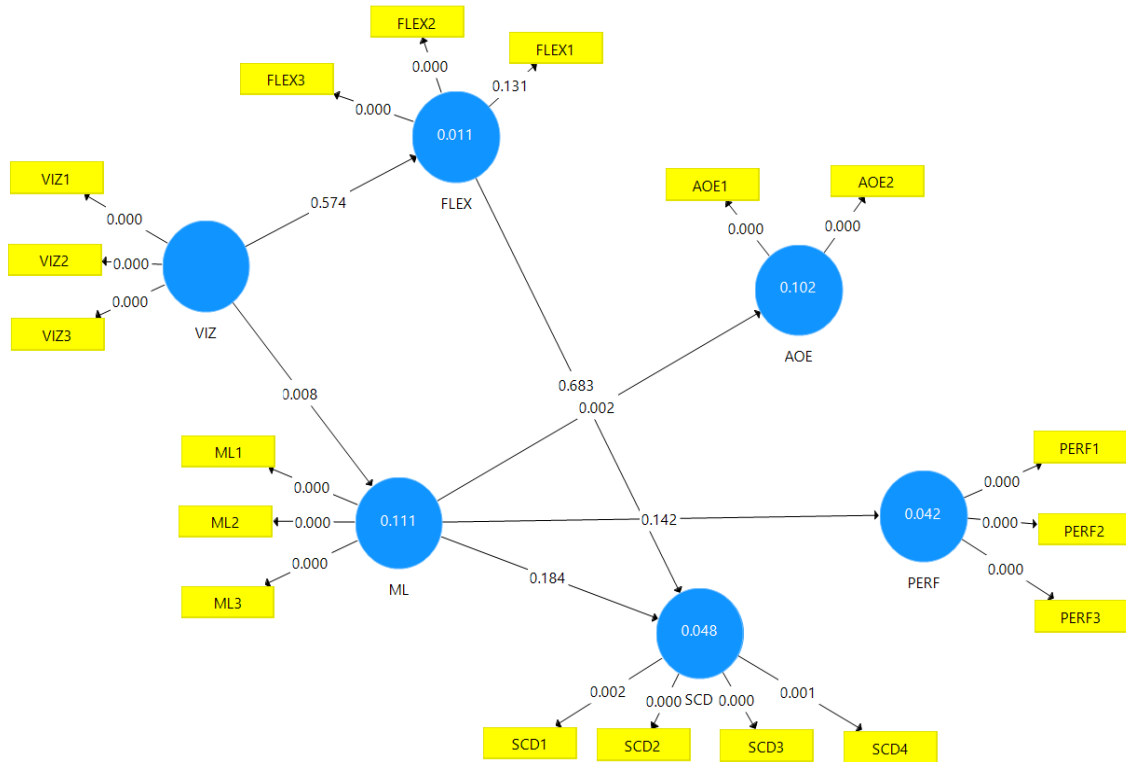 FLEX2
FLEX1
FLEX3
0.000
0.131
0.000
0.011
FLEX
VIZ1
VIZ2
VIZ3
0.000
0.000
0.000
VIZ
0.574
0.008
AOE1
AOE2
0.000
0.000
0.102
AOE
0.683
0.002
ML1
ML2
ML3
0.000
0.000
0.000
0.111
ML
0.142
0.184
PERF1
PERF2
PERF3
0.000
0.000
0.000
0.042
PERF
0.048
SCD
0.002
0.000
0.000
0.001
SCD1
SCD2
SCD3
SCD4